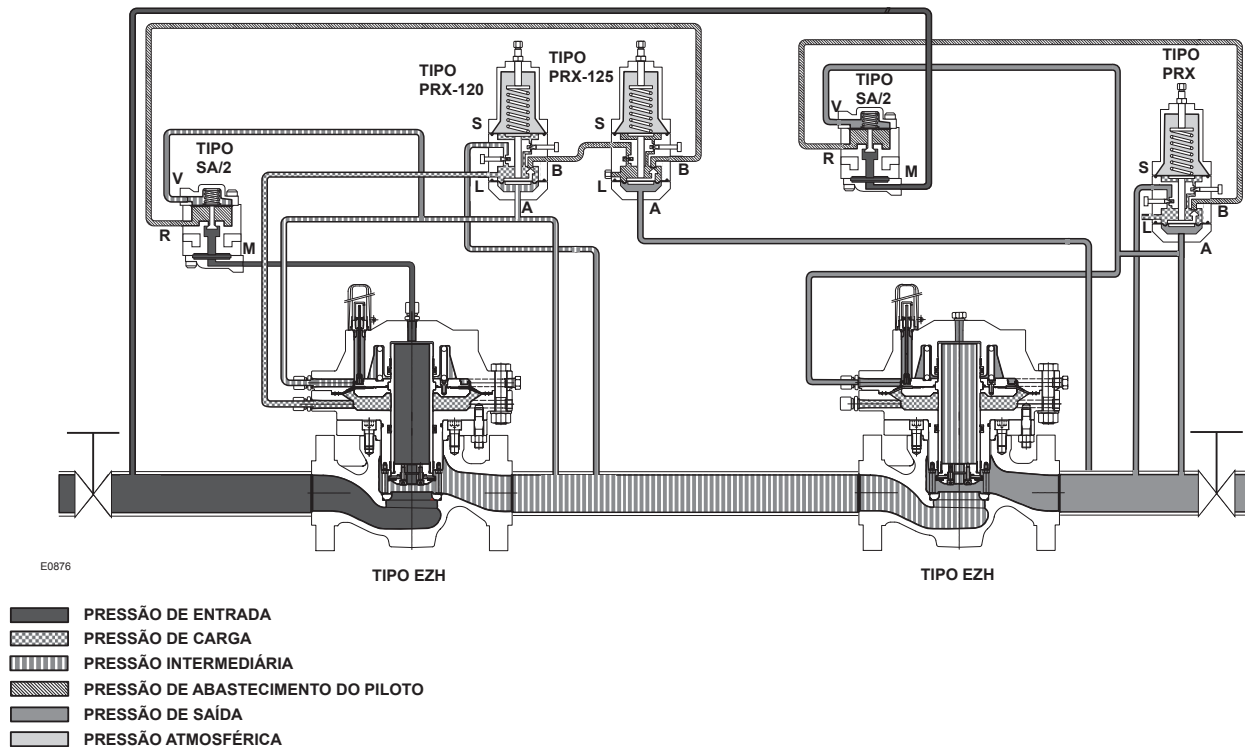 TIPO
PRX-120
TIPO
PRX-125
TIPO
PRX
TIPO
SA/2
TIPO
SA/2
V
R
M
S
B
L
A
S
B
L
A
V
R
M
S
B
L
A
E0876
TIPO EZH
TIPO EZH
PRESSÃO DE ENTRADA
PRESSÃO DE CARGA
PRESSÃO INTERMEDIÁRIA
PRESSÃO DE ABASTECIMENTO DO PILOTO
PRESSÃO DE SAÍDA
PRESSÃO ATMOSFÉRICA